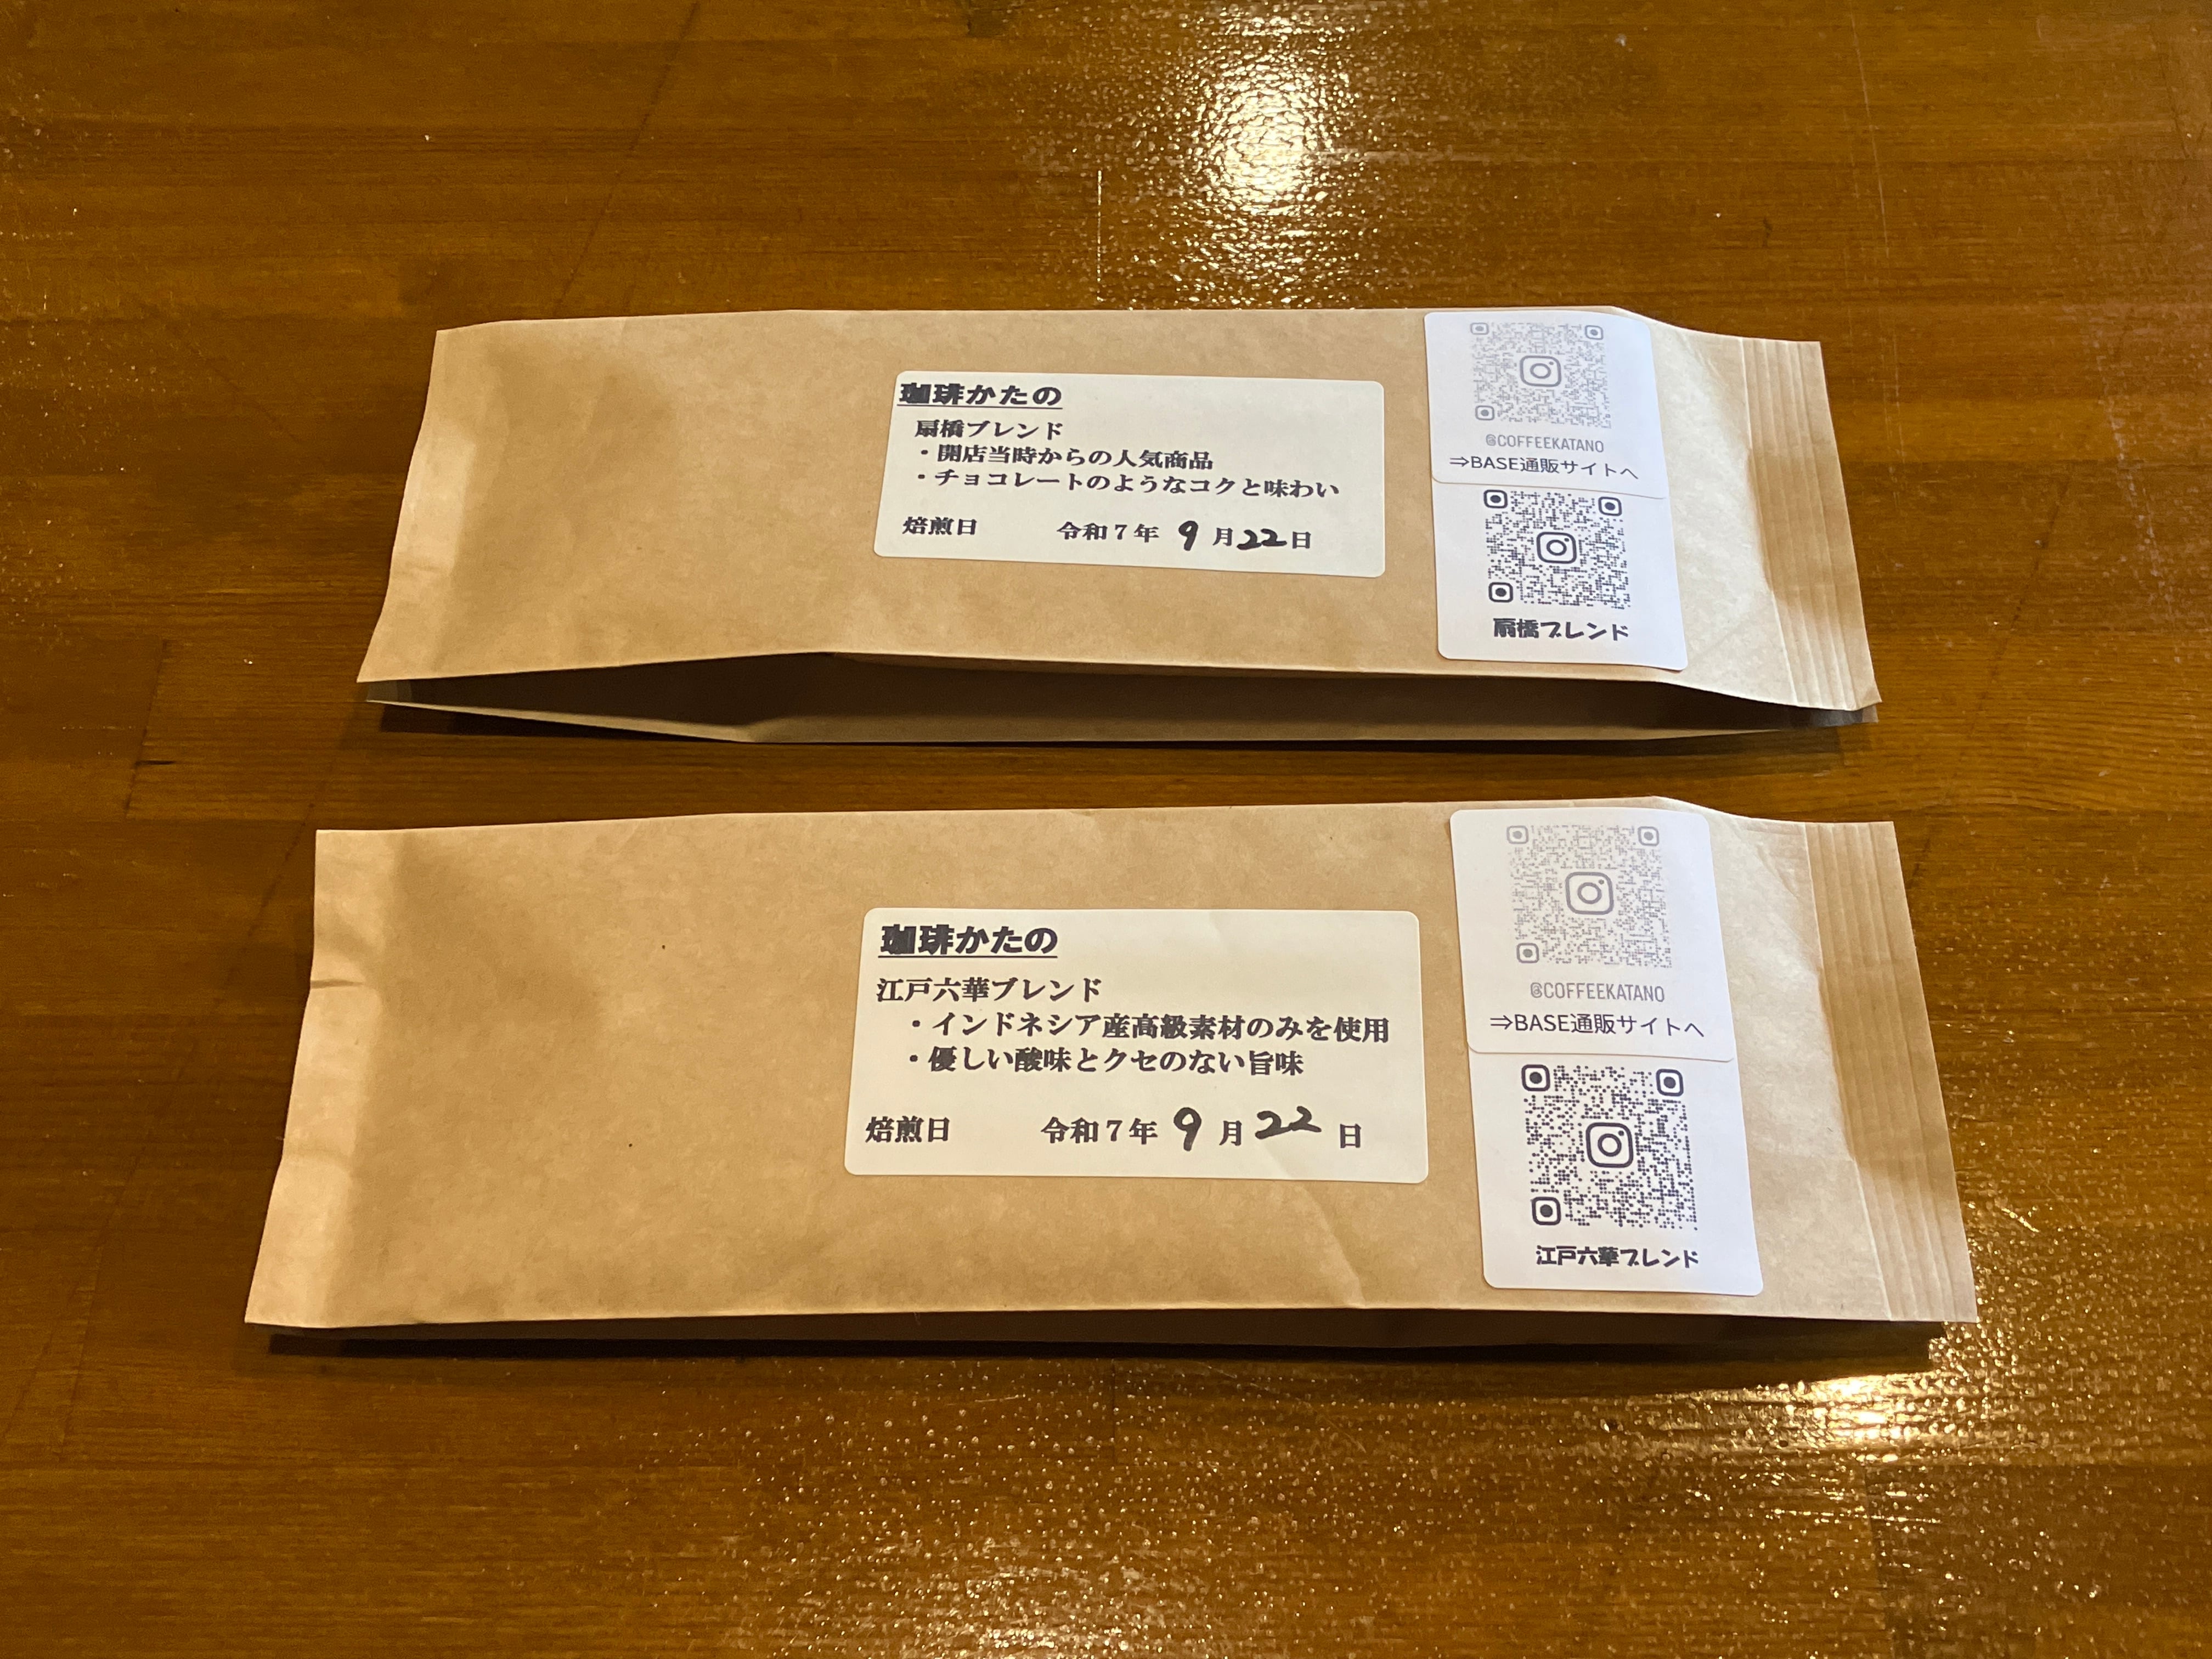 珈琲かたの
扇橋ブレンド
・開店当時からの人気商品
・チョコレートのようなコクと味わい
焙煎日 令和7年 9月22日
@COFFEEKATANO
⇒BASE通販サイトへ
扇橋ブレンド
珈琲かたの
江戸六華ブレンド
・インドネシア産高級素材のみを使用
・優しい酸味とクセのない旨味
焙煎日 令和7年 9月22日
@COFFEEKATANO
⇒BASE通販サイトへ
江戸六華ブレンド